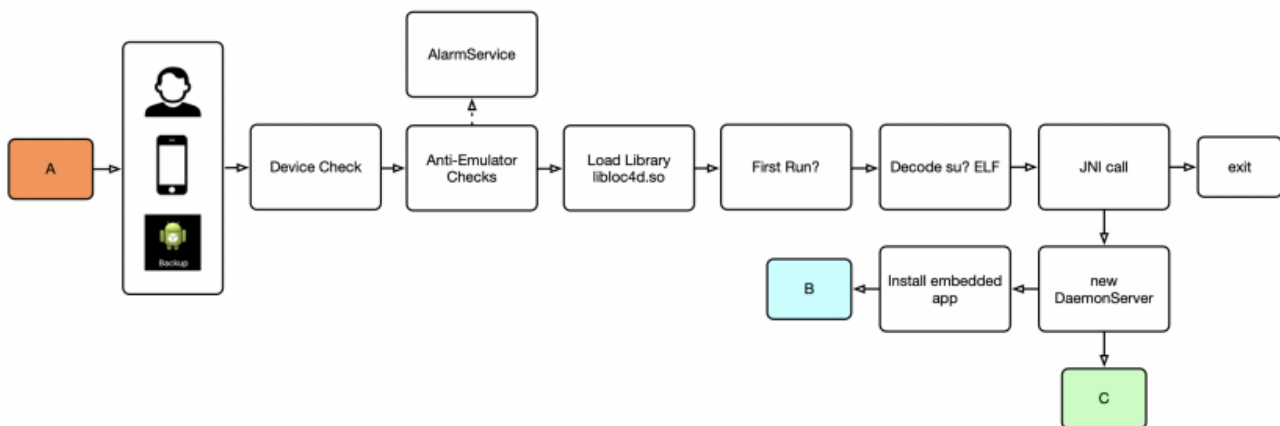 AlarmService
A
Backup
Device Check
Anti-Emulator
Checks
Load Library
libloc4d.so
First Run?
Decode su? ELF
JNI call
exit
B
Install embedded
app
new
DaemonServer
C